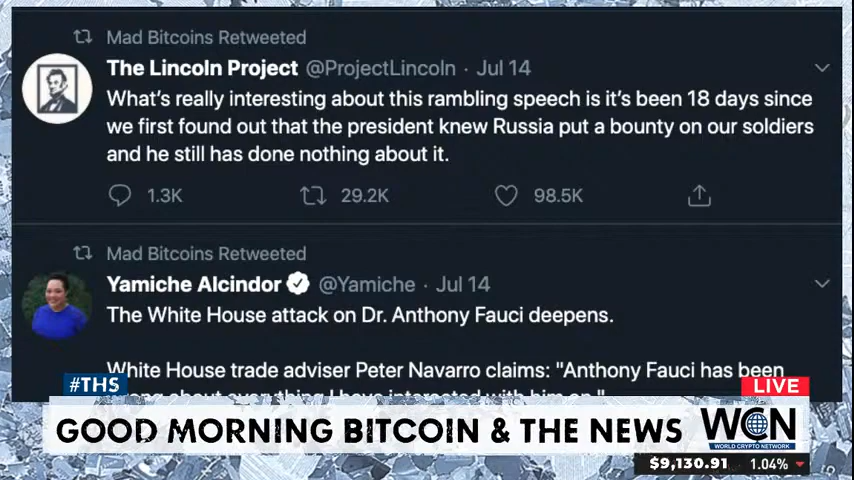 Mad Bitcoins Retweeted
The Lincoln Project @ProjectLincoln · Jul 14
What's really interesting about this rambling speech is it's been 18 days since
we first found out that the president knew Russia put a bounty on our soldiers
and he still has done nothing about it.
1.3K 29.2K 98.5K
Mad Bitcoins Retweeted
Yamiche Alcindor @Yamiche · Jul 14
The White House attack on Dr. Anthony Fauci deepens.
White House trade adviser Peter Navarro claims: "Anthony Fauci has been
#THS
LIVE
GOOD MORNING BITCOIN & THE NEWS
WCN
WORLD CRYPTO NETWORK
$9,130.91 1.04%